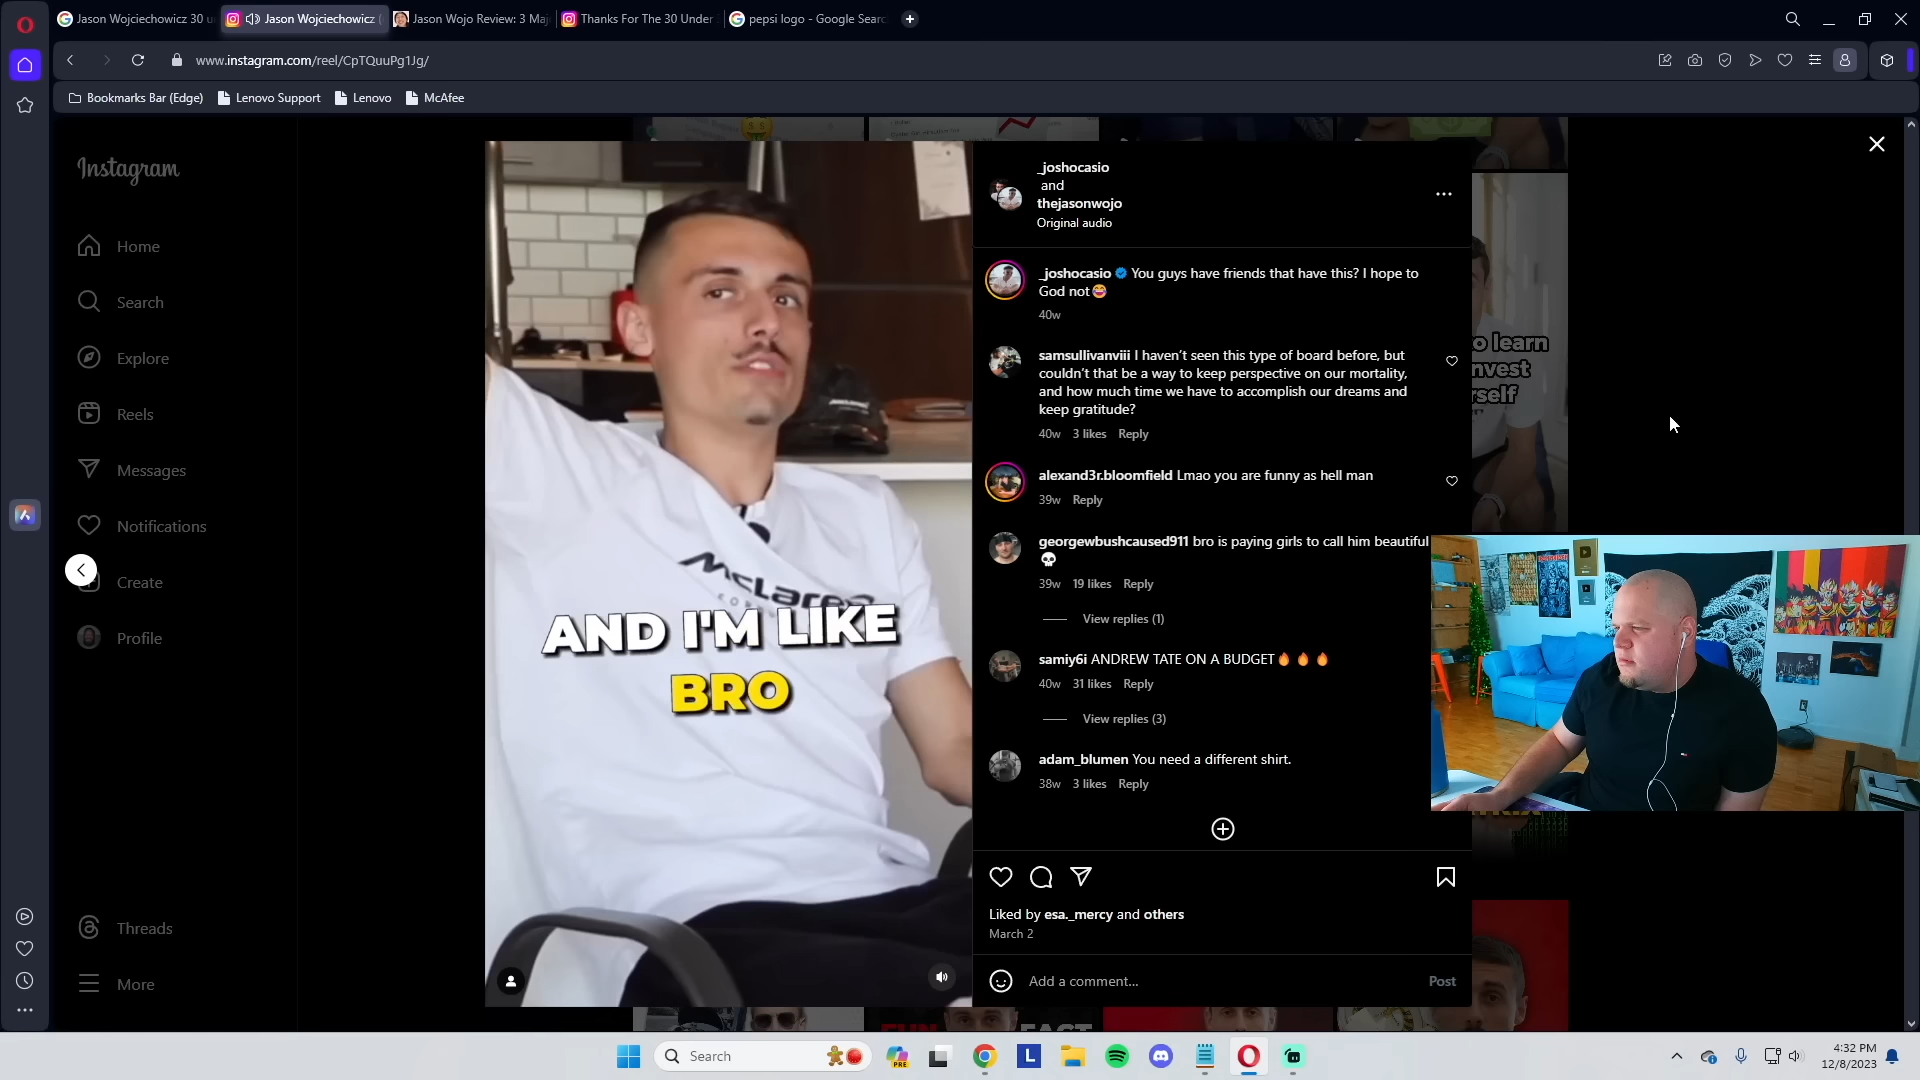 Jason Wojciechowicz 30 u
Jason Wojciechowicz (
Jason Wojo Review: 3 Maj
Thanks For The 30 Under
pepsi logo - Google Searc
www.instagram.com/reel/CpTQuuPg1Jg/
Bookmarks Bar (Edge)
Lenovo Support
Lenovo
McAfee
Instagram
Home
Search
Explore
Reels
Messages
Notifications
Create
Profile
Threads
More
McLaren
AND I'M LIKE
BRO
_joshocasio
and
thejasonwojo
Original audio
_joshocasio You guys have friends that have this? I hope to
God not😂
40w
samsullivanviii I haven't seen this type of board before, but
couldn't that be a way to keep perspective on our mortality,
and how much time we have to accomplish our dreams and
keep gratitude?
40w 3 likes Reply
alexand3r.bloomfield Lmao you are funny as hell man
39w Reply
georgewbushcaused911 bro is paying girls to call him beautiful
💀
39w 19 likes Reply
View replies (1)
samiy6i ANDREW TATE ON A BUDGET🔥🔥🔥
40w 31 likes Reply
View replies (3)
adam_blumen You need a different shirt.
38w 3 likes Reply
Liked by esa._mercy and others
March 2
Add a comment...
Post
o learn
nvest
rself
Search
PRE
L
4:32 PM
12/8/2023